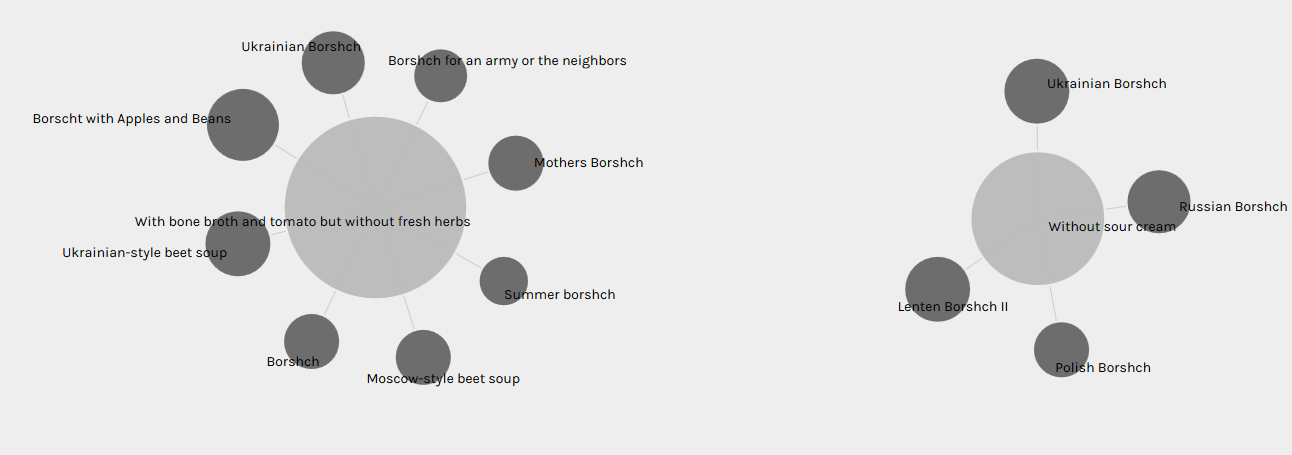 Ukrainian Borshch
Borshch for an army or the neighbors
Borscht with Apples and Beans
Mothers Borshch
With bone broth and tomato but without fresh herbs
Ukrainian-style beet soup
Summer borshch
Borshch
Moscow-style beet soup
Ukrainian Borshch
Russian Borshch
Without sour cream
Lenten Borshch II
Polish Borshch